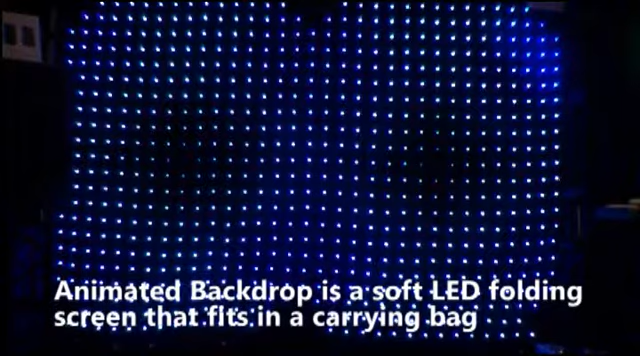 Animated Backdrop is a soft LED folding
screen that fits in a carrying bag